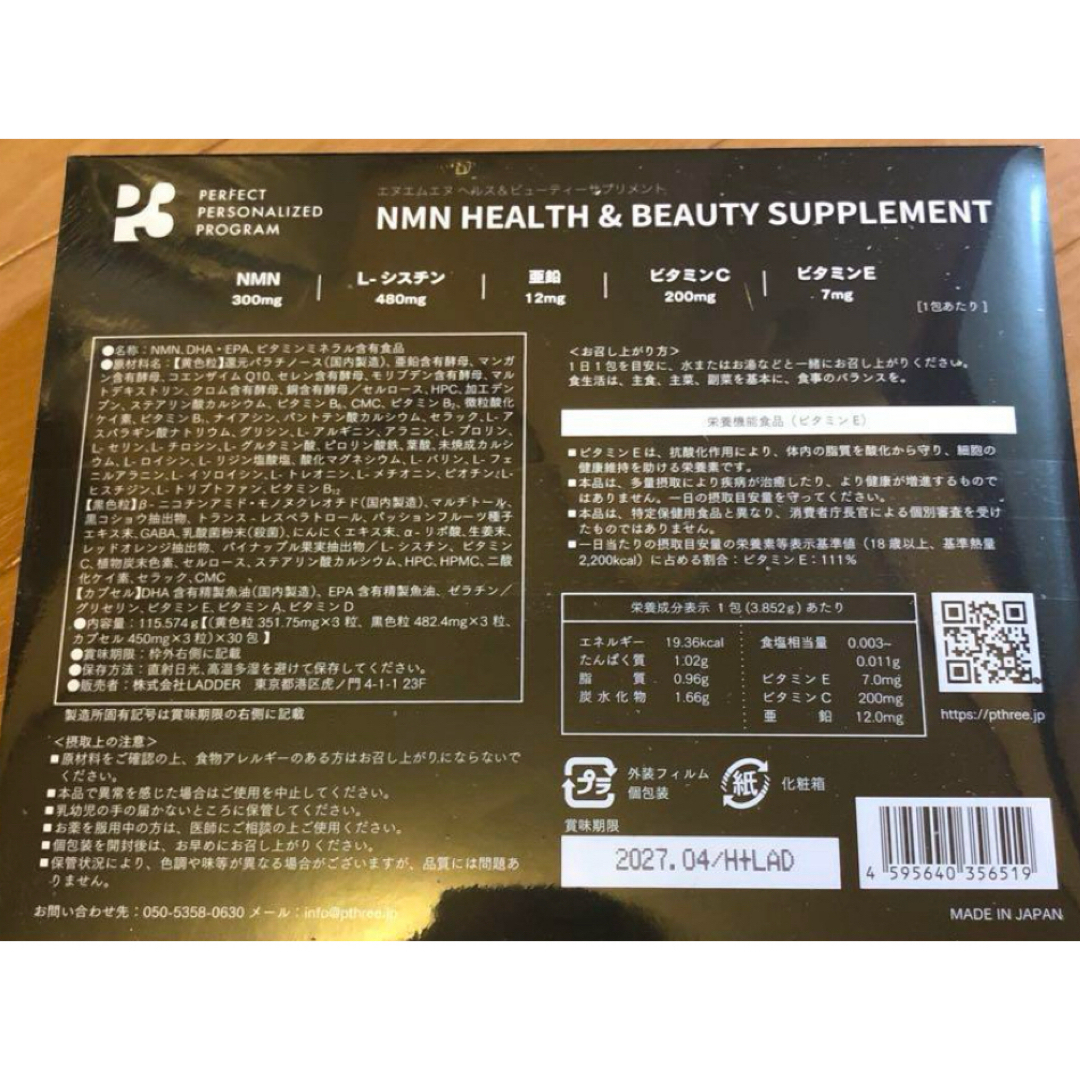 PERFECT
PERSONALIZED
PROGRAM
エヌエムエヌ ヘルス&ビューティーサプリメント
NMN HEALTH & BEAUTY SUPPLEMENT
NMN
300mg
L-シスチン
480mg
亜鉛
12mg
ビタミンC
200mg
ビタミンE
7mg
[1包あたり]
●名称：NMN、DHA・EPA、ビタミンミネラル含有食品
●原材料名：【黄色粒】還元パラチノース(国内製造)、亜鉛含有酵母、マンガ
ン含有酵母、コエンザイム Q10、セレン含有酵母、モリブデン含有酵母、マル
トデキストリン、クロム含有酵母、銅含有酵母／セルロース、HPC、加工デン
プン、ステアリン酸カルシウム、ビタミンB₆、CMC、ビタミンB₂、微粒酸化
ケイ素、ビタミンB₁、ナイアシン、パントテン酸カルシウム、セラック、L-ア
スパラギン酸ナトリウム、グリシン、L-アルギニン、アラニン、L-プロリン、
L-セリン、L-チロシン、L-グルタミン酸、ピロリン酸鉄、葉酸、未焼成カルシ
ウム、L-ロイシン、L-リジン塩酸塩、酸化マグネシウム、L-バリン、L-フェ
ニルアラニン、L-イソロイシン、L-トレオニン、L-メチオニン、ビオチン、L-
ヒスチジン、L-トリプトファン、ビタミンB₁₂
【黒色粒】β-ニコチンアミド・モノヌクレオチド(国内製造)、マルチトール、
黒コショウ抽出物、トランス-レスベラトロール、パッションフルーツ種子
エキス末、GABA、乳酸菌粉末(殺菌)、にんにくエキス末、α-リポ酸、生姜末、
レッドオレンジ抽出物、パイナップル果実抽出物／L-シスチン、ビタミン
C、植物炭末色素、セルロース、ステアリン酸カルシウム、HPC、HPMC、二酸
化ケイ素、セラック、CMC
【カプセル】DHA 含有精製魚油(国内製造)、EPA 含有精製魚油、ゼラチン／
グリセリン、ビタミンE、ビタミンA、ビタミンD
●内容量：115.574g【(黄色粒 351.75mg×3 粒、黒色粒 482.4mg×3 粒、
カプセル 450mg×3 粒)×30 包】
●賞味期限：枠外右側に記載
●保存方法：直射日光、高温多湿を避けて保存してください。
●販売者：株式会社LADDER 東京都港区虎ノ門 4-1-1 23F
製造所固有記号は賞味期限の右側に記載
<摂取上の注意>
■原材料をご確認の上、食物アレルギーのある方はお召し上がりにならないで
ください。
■本品で異常を感じた場合はご使用を中止してください。
■乳幼児の手の届かないところに保管してください。
■お薬を服用中の方は、医師にご相談の上ご使用ください。
■個包装を開封後は、お早めにお召し上がりください。
■保管状況により、色調や味等が異なる場合がございますが、品質には問題あ
りません。
お問い合わせ先：050-5358-0630 メール：info@pthree.jp
<お召し上がり方>
1日1包を目安に、水またはお湯などと一緒にお召し上がりください。
食生活は、主食、主菜、副菜を基本に、食事のバランスを。
栄養機能食品(ビタミンE)
■ビタミンEは、抗酸化作用により、体内の脂質を酸化から守り、細胞の
健康維持を助ける栄養素です。
■本品は、多量摂取により疾病が治癒したり、より健康が増進するもので
はありません。一日の摂取目安量を守ってください。
■本品は、特定保健用食品と異なり、消費者庁長官による個別審査を受け
たものではありません。
■一日当たりの摂取目安量の栄養素等表示基準値(18歳以上、基準熱量
2,200kcal)に占める割合：ビタミンE：111%
栄養成分表示 1 包(3.852g)あたり
エネルギー 19.36kcal
たんぱく質 1.02g
脂質 0.96g
炭水化物 1.66g
食塩相当量 0.003~
0.011g
ビタミン E 7.0mg
ビタミン C 200mg
亜鉛 12.0mg
https://pthree.jp
プラ
外装フィルム
個包装
紙
化粧箱
賞味期限
2027.04/H+LAD
4 595640 356519
MADE IN JAPAN